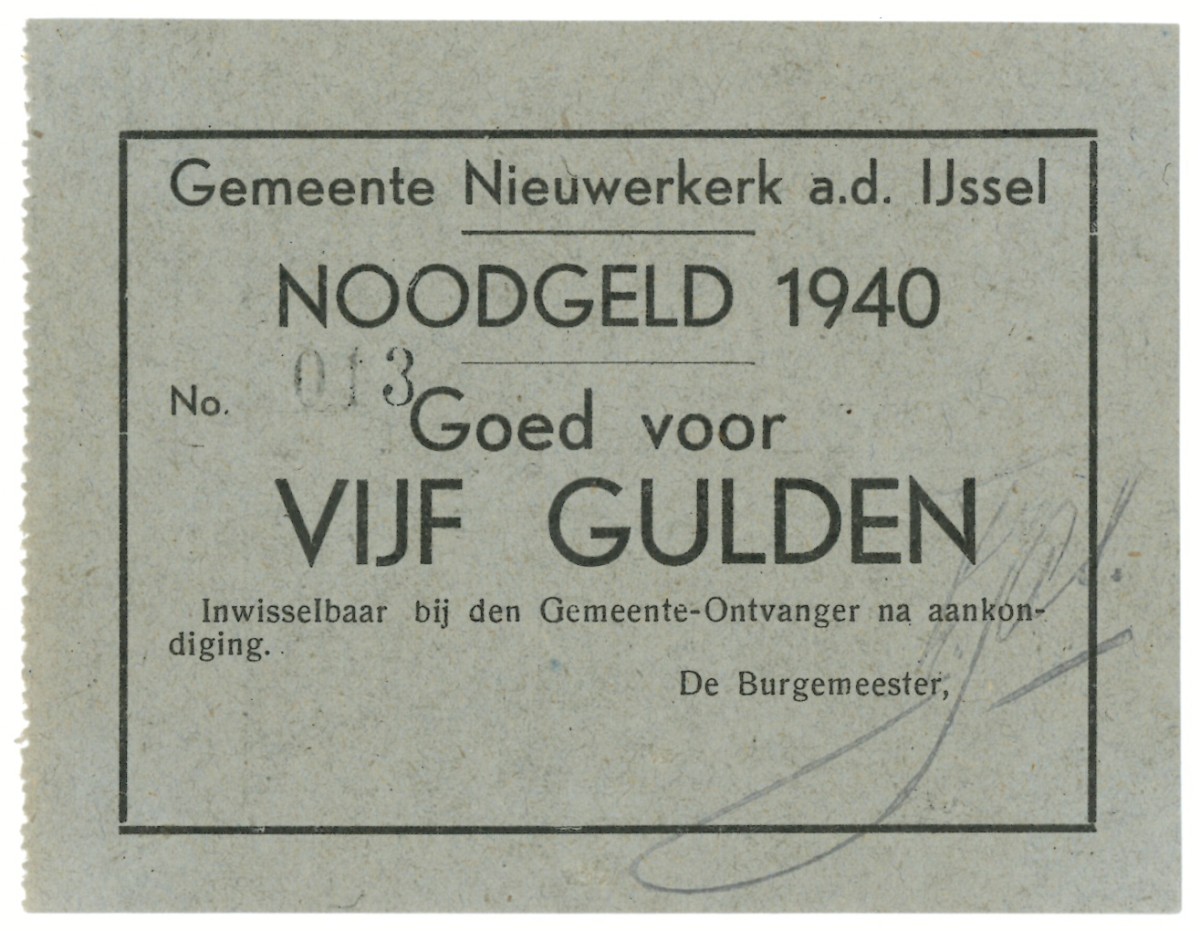 Gemeente Nieuwerkerk a.d. IJssel
NOODGELD 1940
No. 013
Goed voor
VIJF GULDEN
Inwisselbaar bij den Gemeente-Ontvanger na aankon-
diging.
De Burgemeester,